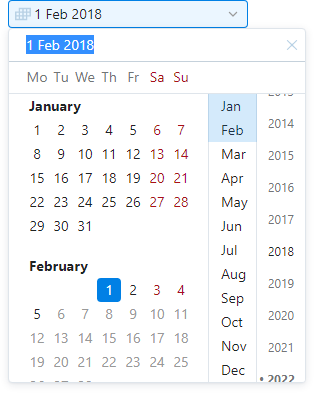 1 Feb 2018
1 Feb 2018
Mo Tu We Th Fr Sa Su
January
1 2 3 4 5 6 7
8 9 10 11 12 13 14
15 16 17 18 19 20 21
22 23 24 25 26 27 28
29 30 31
February
1 2 3 4
5 6 7 8 9 10 11
12 13 14 15 16 17 18
19 20 21 22 23 24 25
Jan
Feb
Mar
Apr
May
Jun
Jul
Aug
Sep
Oct
Nov
Dec
2014
2015
2016
2017
2018
2019
2020
2021
• 2022